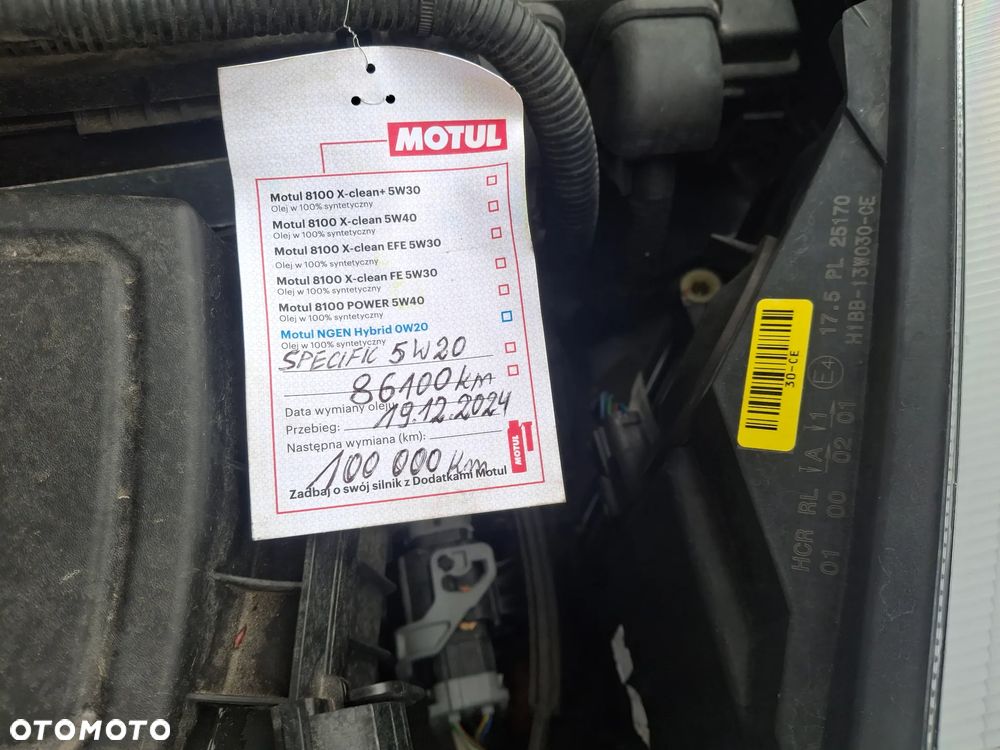 MOTUL
Motul 8100 X-clean+ 5W30
Olej w 100% syntetyczny
Motul 8100 X-clean 5W40
Olej w 100% syntetyczny
Motul 8100 X-clean EFE 5W30
Olej w 100% syntetyczny
Motul 8100 X-clean FE 5W30
Olej w 100% syntetyczny
Motul 8100 POWER 5W40
Olej w 100% syntetyczny
Motul NGEN Hybrid 0W20
Olej w 100% syntetyczny
SPECIFIC 5W20
86100 km
Data wymiany oleju
19.12.2024
Przebieg:
Następna wymiana (km):
MOTUL
100 000 km
Zadbaj o swój silnik z Dodatkami Motul
30-CE
HCR RL 1A V1 E4 17.5 PL 25170
01 00 02 01 H1BB-13W030-CE
OTOMOTO